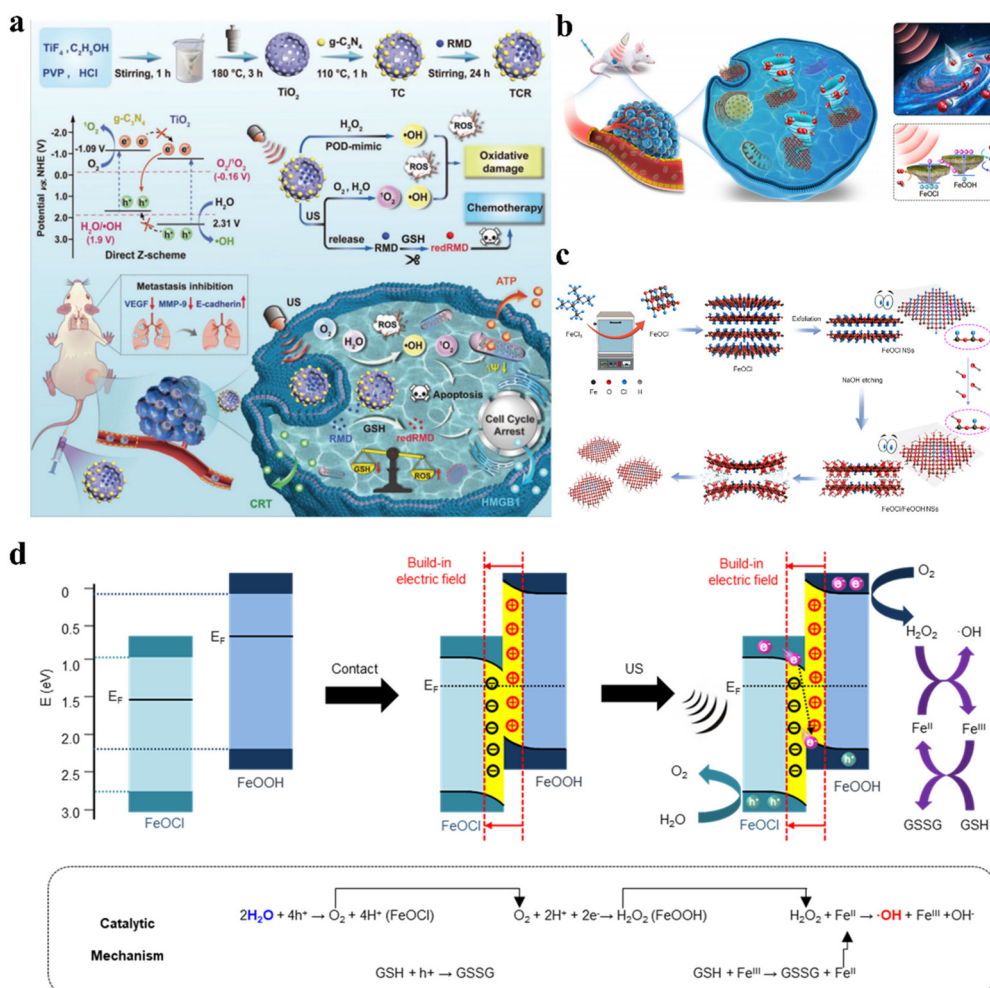 a
TiF₄ , C₂H₅OH
PVP , HCl
Stirring, 1 h
180 °C, 3 h
TiO₂
g-C₃N₄
110 °C, 1 h
TC
RMD
Stirring, 24 h
TCR
Potential vs NHE (V)
-2.0
-1.0
0.0
1.0
2.0
3.0
¹O₂
g-C₃N₄
TiO₂
e⁻ e⁻
e⁻ e⁻
-1.09 V
O₂
O₂/¹O₂
(-0.16 V)
h⁺ h⁺
H₂O
2.31 V
H₂O/•OH
(1.9 V)
h⁺ h⁺
•OH
Direct Z-scheme
H₂O₂
POD-mimic
•OH
ROS
ROS
Oxidative
damage
O₂ , H₂O
¹O₂
•OH
US
Chemotherapy
release
RMD
GSH
redRMD
Metastasis inhibition
VEGF MMP-9 E-cadherin
US
ATP
O₂
H₂O
ROS
•OH
¹O₂
Apoptosis
Cell Cycle
Arrest
GSH
RMD
redRMD
GSH
ROS
CRT
HMGB1
b
FeOCl
FeOOH
c
FeCl₃
FeOCl
FeOCl
Exfoliation
FeOCl NSs
Fe O Cl H
NaOH etching
FeOCl/FeOOH NSs
d
E (eV)
0
0.5
1.0
1.5
2.0
2.5
3.0
E_F
E_F
FeOCl
FeOOH
Contact
Build-in
electric field
E_F
FeOCl
FeOOH
US
Build-in
electric field
e⁻ e⁻
e⁻
e⁻
E_F
e⁻
h⁺
h⁺ h⁺
O₂
H₂O
FeOCl
FeOOH
O₂
H₂O₂
·OH
Feᴵᴵ
Feᴵᴵᴵ
GSSG
GSH
Catalytic
Mechanism
2H₂O + 4h⁺ → O₂ + 4H⁺ (FeOCl)
O₂ + 2H⁺ + 2e⁻→ H₂O₂ (FeOOH)
H₂O₂ + Feᴵᴵ → ·OH + Feᴵᴵᴵ +OH⁻
GSH + h+ → GSSG
GSH + Feᴵᴵᴵ → GSSG + Feᴵᴵ